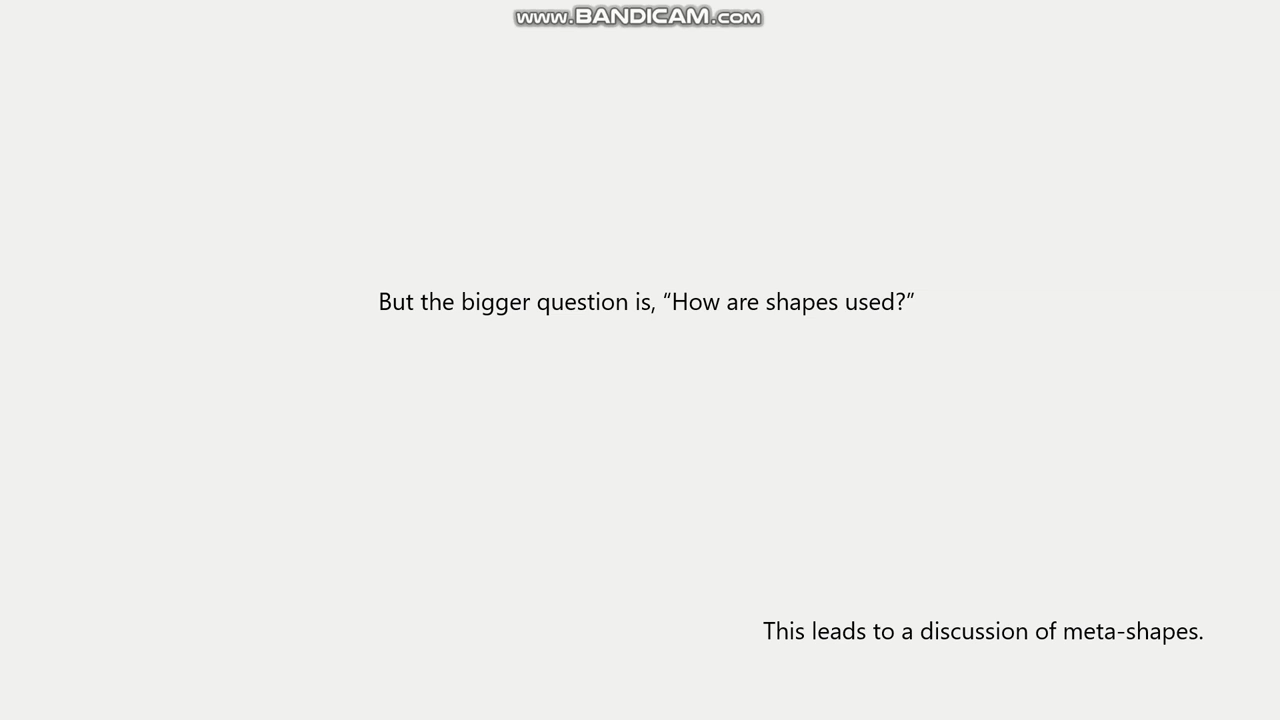 www.BANDICAM.com
But the bigger question is, “How are shapes used?”
This leads to a discussion of meta-shapes.